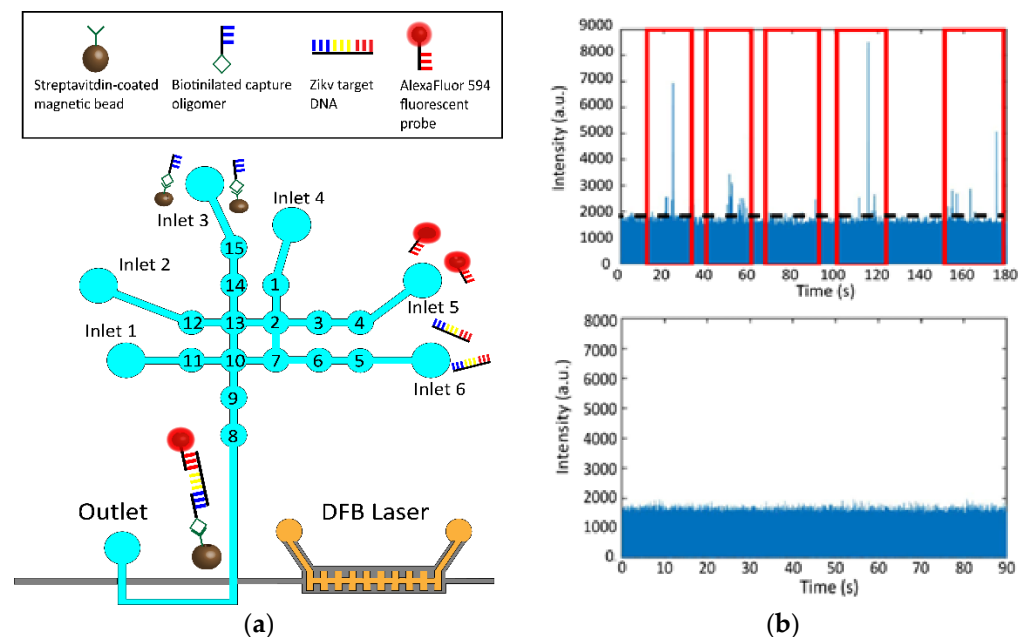 Streptavitdin-coated
magnetic bead
Biotinilated capture
oligomer
Zikv target
DNA
AlexaFluor 594
fluorescent
probe
Inlet 3
Inlet 4
15
Inlet 2
14
1
Inlet 5
12
13
2
3
4
Inlet 1
11
10
7
6
5
Inlet 6
9
8
Outlet
DFB Laser
(a)
Intensity (a.u.)
9000
8000
7000
6000
5000
4000
3000
2000
1000
0
0 20 40 60 80 100 120 140 160 180
Time (s)
Intensity (a.u.)
8000
7000
6000
5000
4000
3000
2000
1000
0
0 10 20 30 40 50 60 70 80 90
Time (s)
(b)